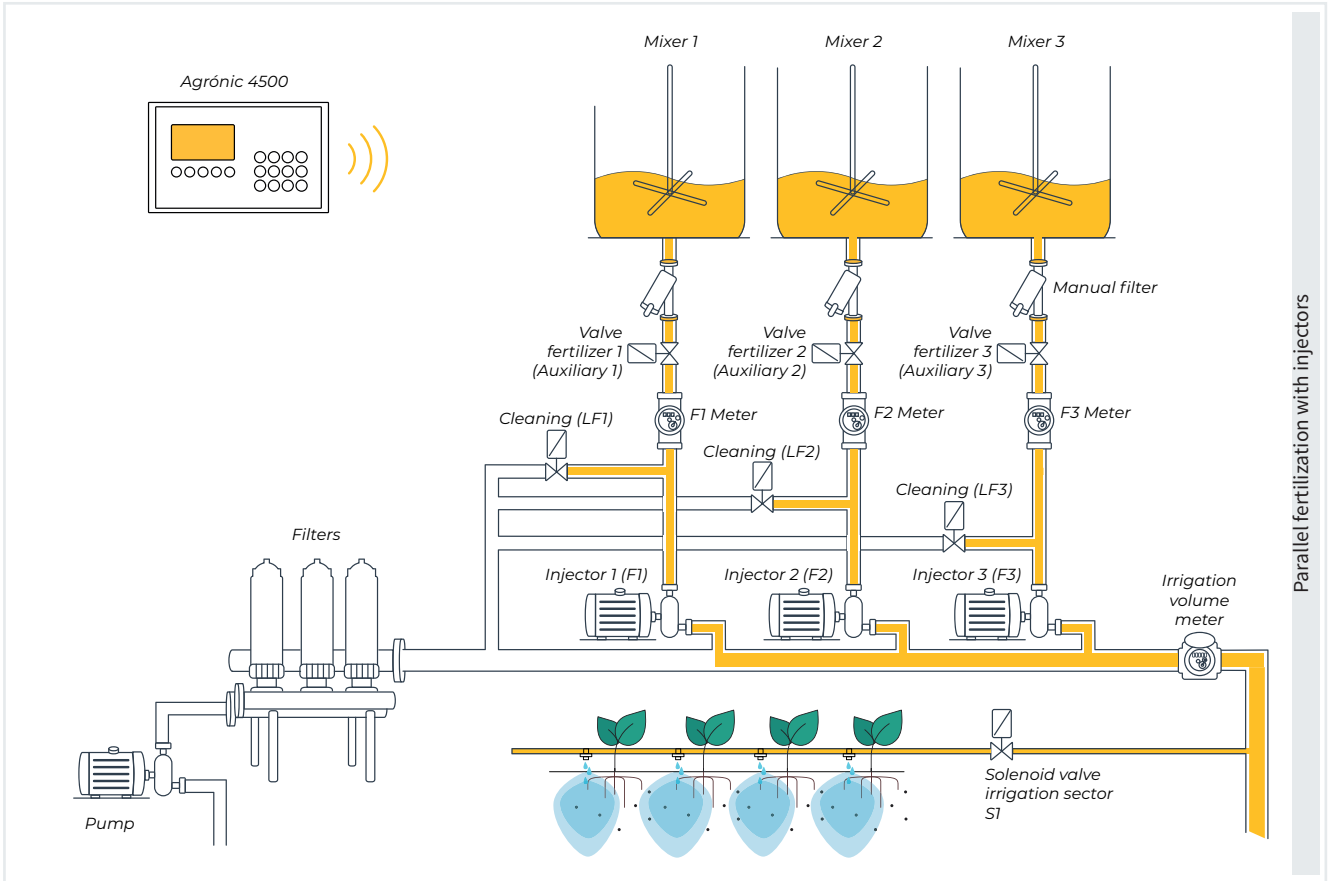 Mixer 1
Mixer 2
Mixer 3
Agrónic 4500
Manual filter
Valve
fertilizer 1
(Auxiliary 1)
Valve
fertilizer 2
(Auxiliary 2)
Valve
fertilizer 3
(Auxiliary 3)
F1 Meter
F2 Meter
F3 Meter
Cleaning (LF1)
Cleaning (LF2)
Cleaning (LF3)
Filters
Injector 1 (F1)
Injector 2 (F2)
Injector 3 (F3)
Irrigation
volume
meter
Solenoid valve
irrigation sector
S1
Pump
Parallel fertilization with injectors